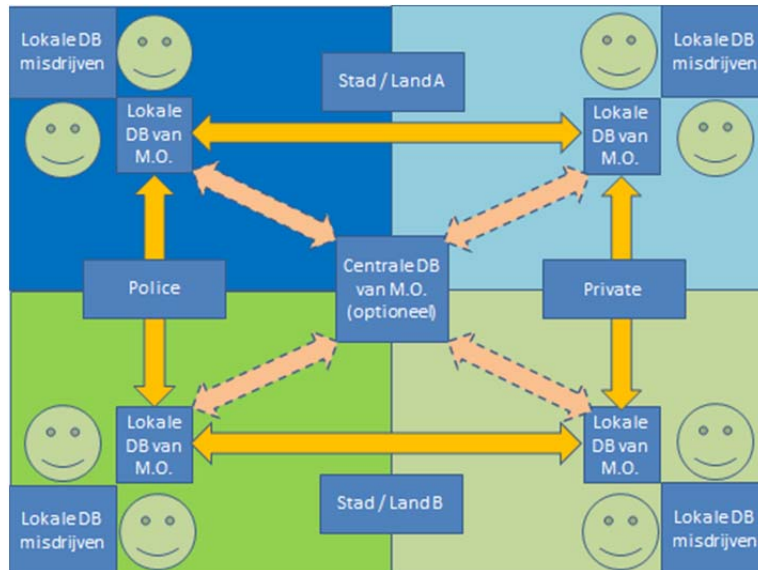 Lokale DB
misdrijven
Stad / Land A
Lokale DB
misdrijven
Lokale
DB van
M.O.
Lokale
DB van
M.O.
Police
Centrale DB
van M.O.
(optioneel)
Private
Lokale
DB van
M.O.
Lokale
DB van
M.O.
Lokale DB
misdrijven
Stad / Land B
Lokale DB
misdrijven